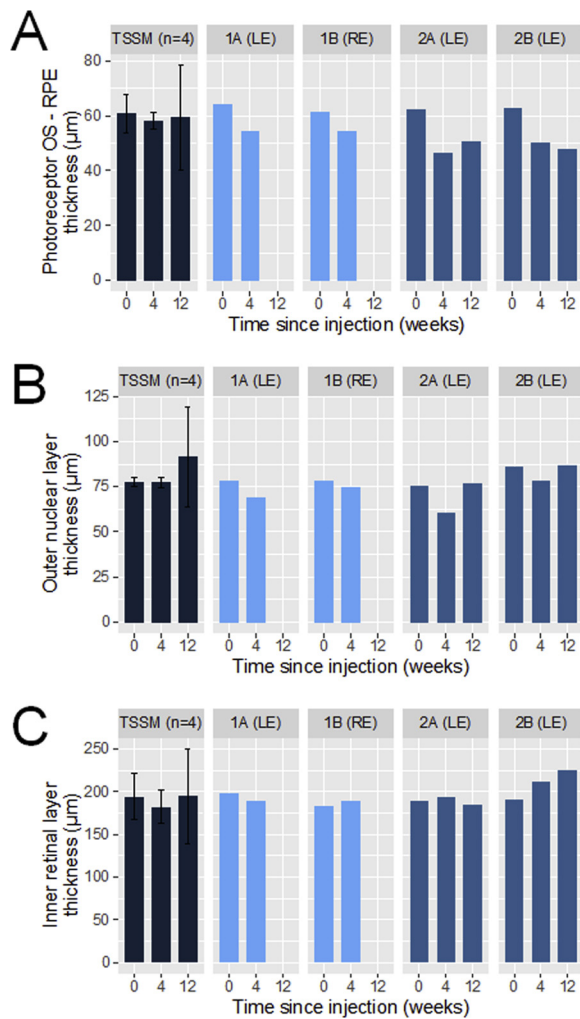 A
TSSM (n=4) 1A (LE) 1B (RE) 2A (LE) 2B (LE)
Photoreceptor OS - RPE
thickness (µm)
80
60
40
20
0
0 4 12 0 4 12 0 4 12 0 4 12 0 4 12
Time since injection (weeks)
B
TSSM (n=4) 1A (LE) 1B (RE) 2A (LE) 2B (LE)
Outer nuclear layer
thickness (µm)
125
100
75
50
25
0
0 4 12 0 4 12 0 4 12 0 4 12 0 4 12
Time since injection (weeks)
C
TSSM (n=4) 1A (LE) 1B (RE) 2A (LE) 2B (LE)
Inner retinal layer
thickness (µm)
250
200
150
100
50
0
0 4 12 0 4 12 0 4 12 0 4 12 0 4 12
Time since injection (weeks)